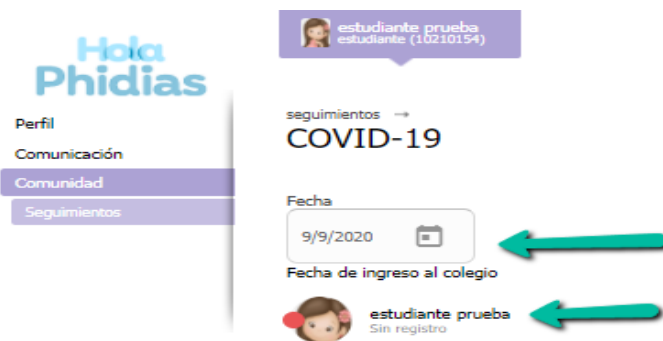 Hola
Phidias
Perfil
Comunicación
Comunidad
Seguimientos
estudiante prueba
estudiante (10210154)
seguimientos →
COVID-19
Fecha
9/9/2020
Fecha de ingreso al colegio
estudiante prueba
Sin registro